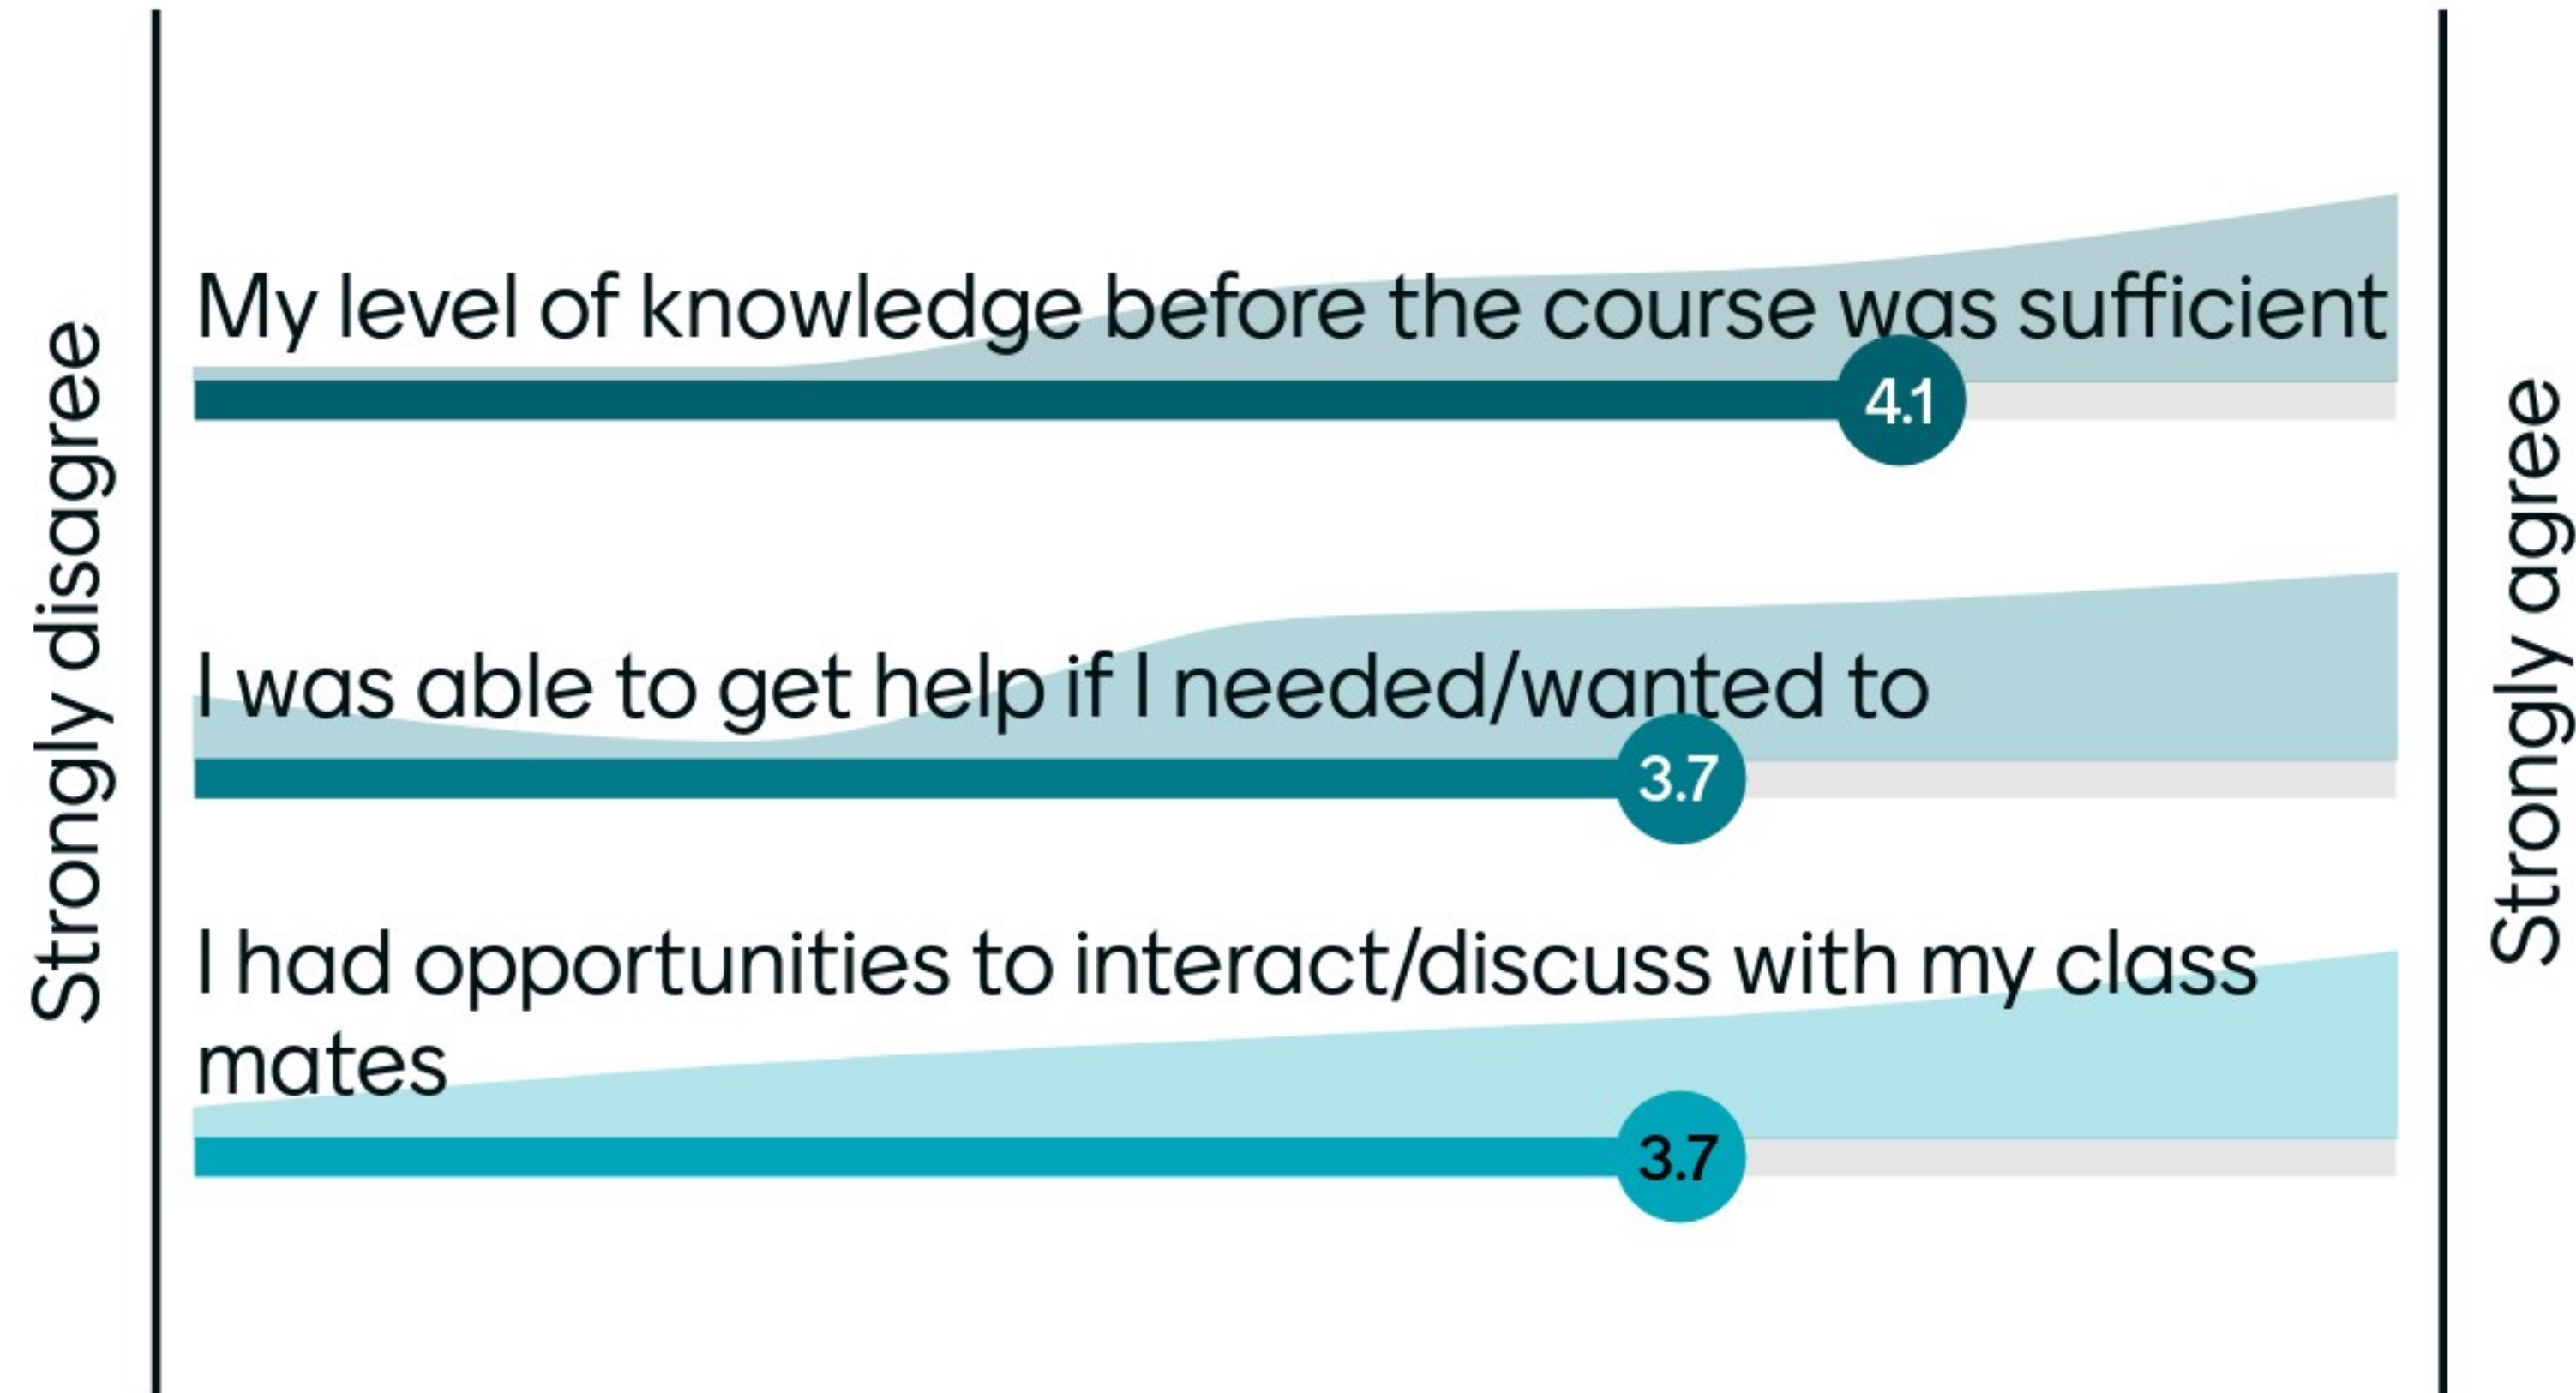 Strongly disagree
My level of knowledge before the course was sufficient
4.1
I was able to get help if I needed/wanted to
3.7
I had opportunities to interact/discuss with my class
mates
3.7
Strongly agree